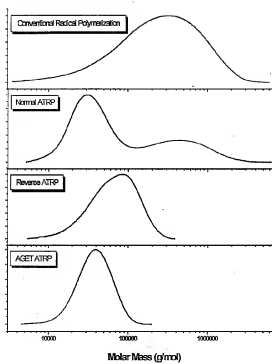 Conventional Radical Polymerization
Normal ATRP
Reverse ATRP
AGET ATRP
10000 100000 1000000
Molar Mass (g/mol)